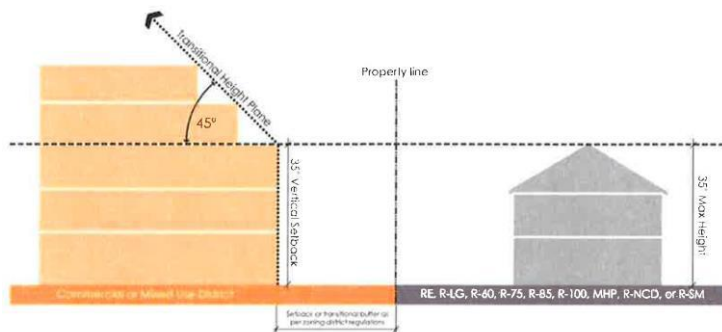 Transitional Height Plane
Property line
45°
35' Vertical Setback
35' Max Height
Commercial or Mixed Use District
RE, R-LG, R-60, R-75, R-85, R-100, MHP, R-NCD, or R-SM
Setback or transitional buffer as
per zoning district regulations